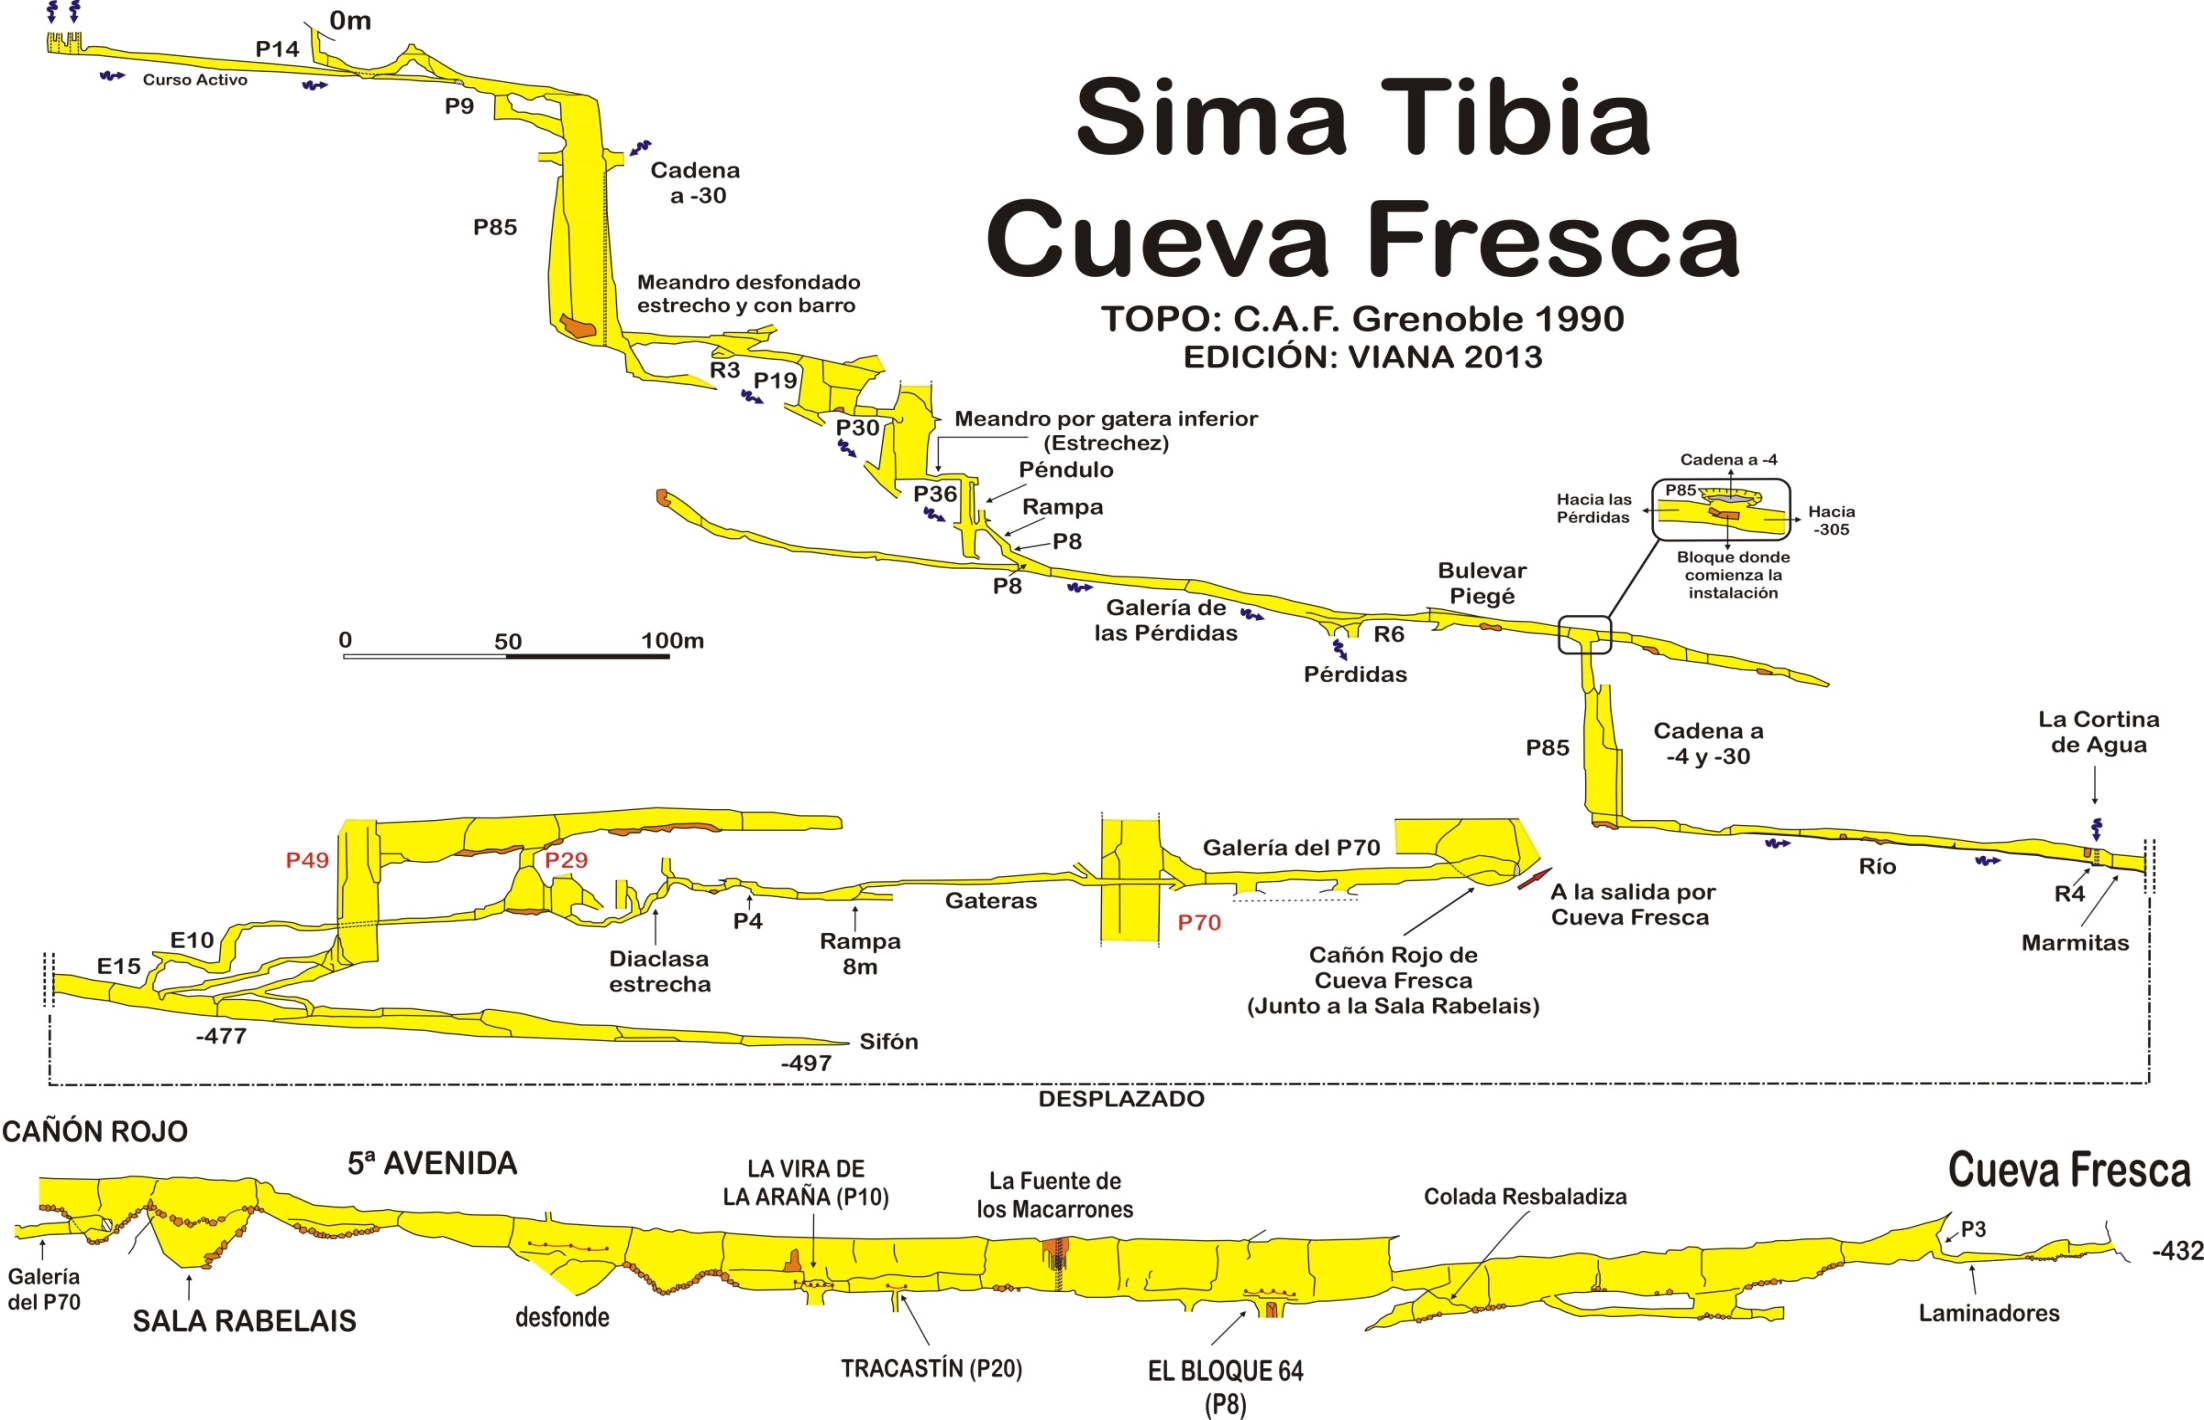 0m
P14
Curso Activo
P9
Cadena
a -30
P85
Sima Tibia
Cueva Fresca
TOPO: C.A.F. Grenoble 1990
EDICIÓN: VIANA 2013
Meandro desfondado
estrecho y con barro
R3
P19
P30
Meandro por gatera inferior
(Estrechez)
Péndulo
P36
Rampa
P8
P8
Cadena a -4
P85
Hacia las
Pérdidas
Hacia
-305
Bloque donde
comienza la
instalación
Bulevar
Piegé
Galería de
las Pérdidas
R6
Pérdidas
0
50
100m
P85
Cadena a
-4 y -30
La Cortina
de Agua
Río
R4
Marmitas
P49
P29
Galería del P70
Gateras
P4
Rampa
8m
P70
A la salida por
Cueva Fresca
E10
E15
Diaclasa
estrecha
Cañón Rojo de
Cueva Fresca
(Junto a la Sala Rabelais)
-477
Sifón
-497
DESPLAZADO
CAÑÓN ROJO
5ª AVENIDA
LA VIRA DE
LA ARAÑA (P10)
La Fuente de
los Macarrones
Colada Resbaladiza
Cueva Fresca
P3
-432
Galería
del P70
SALA RABELAIS
desfonde
Laminadores
TRACASTÍN (P20)
EL BLOQUE 64
(P8)